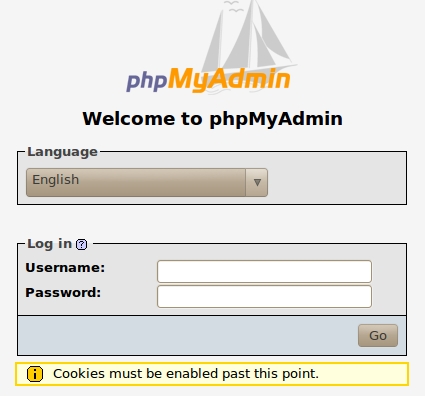 phpMyAdmin
Welcome to phpMyAdmin
Language
English
Log in ?
Username:
Password:
Go
Cookies must be enabled past this point.